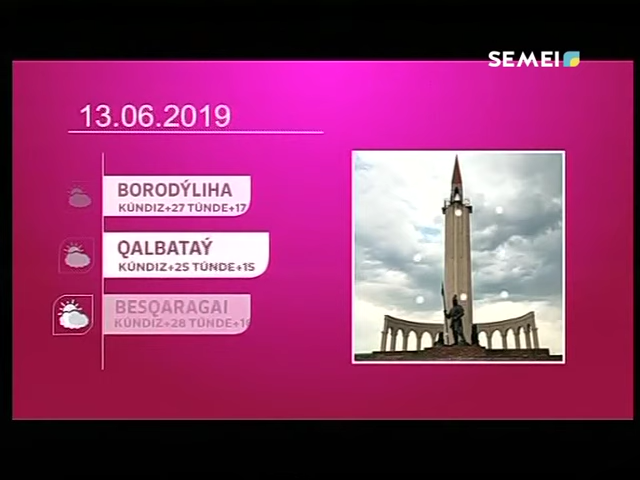 SEMEI
13.06.2019
BORODÝLIHA
KÚNDIZ+27 TÚNDE+17
QALBATAÝ
KÚNDIZ+25 TÚNDE+15
BESQARAGAI
KÚNDIZ+28 TÚNDE